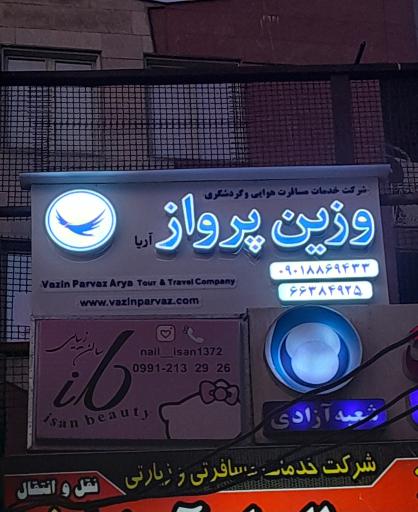 شرکت خدمات مسافرت هوایی و گردشگری
وزین پرواز آریا
Vazin Parvaz Arya Tour & Travel Company
۰۹۰۱۸۸۶۹۴۳۳
۶۶۳۸۴۹۲۵
www.vazinparvaz.com
سالن زیبایی
nail__isan1372
0991-213 29 26
isan beauty
شعبه آزادی
شرکت خدمات مسافرتی و زیارتی
نقل و انتقال